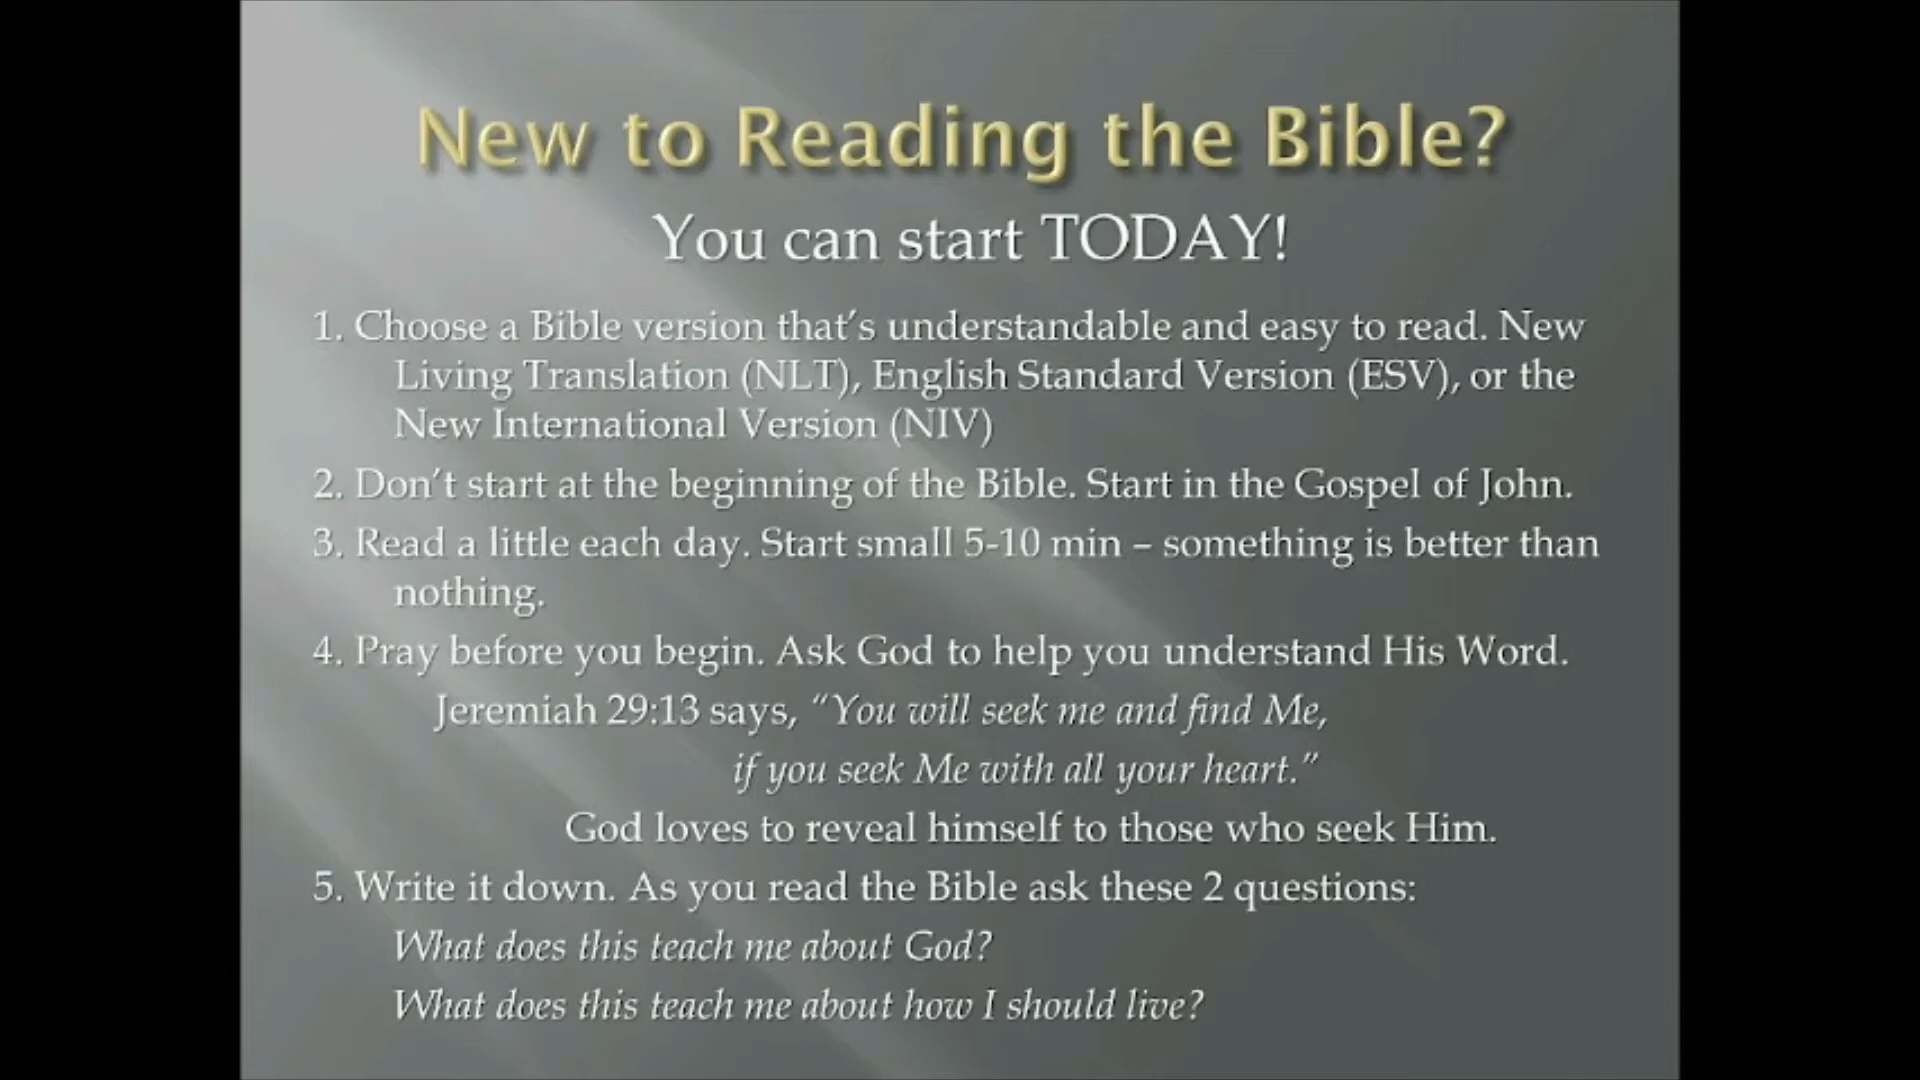 New to Reading the Bible?
You can start TODAY!
1. Choose a Bible version that’s understandable and easy to read. New
Living Translation (NLT), English Standard Version (ESV), or the
New International Version (NIV)
2. Don’t start at the beginning of the Bible. Start in the Gospel of John.
3. Read a little each day. Start small 5-10 min – something is better than
nothing.
4. Pray before you begin. Ask God to help you understand His Word.
Jeremiah 29:13 says, “You will seek me and find Me,
if you seek Me with all your heart.”
God loves to reveal himself to those who seek Him.
5. Write it down. As you read the Bible ask these 2 questions:
What does this teach me about God?
What does this teach me about how I should live?